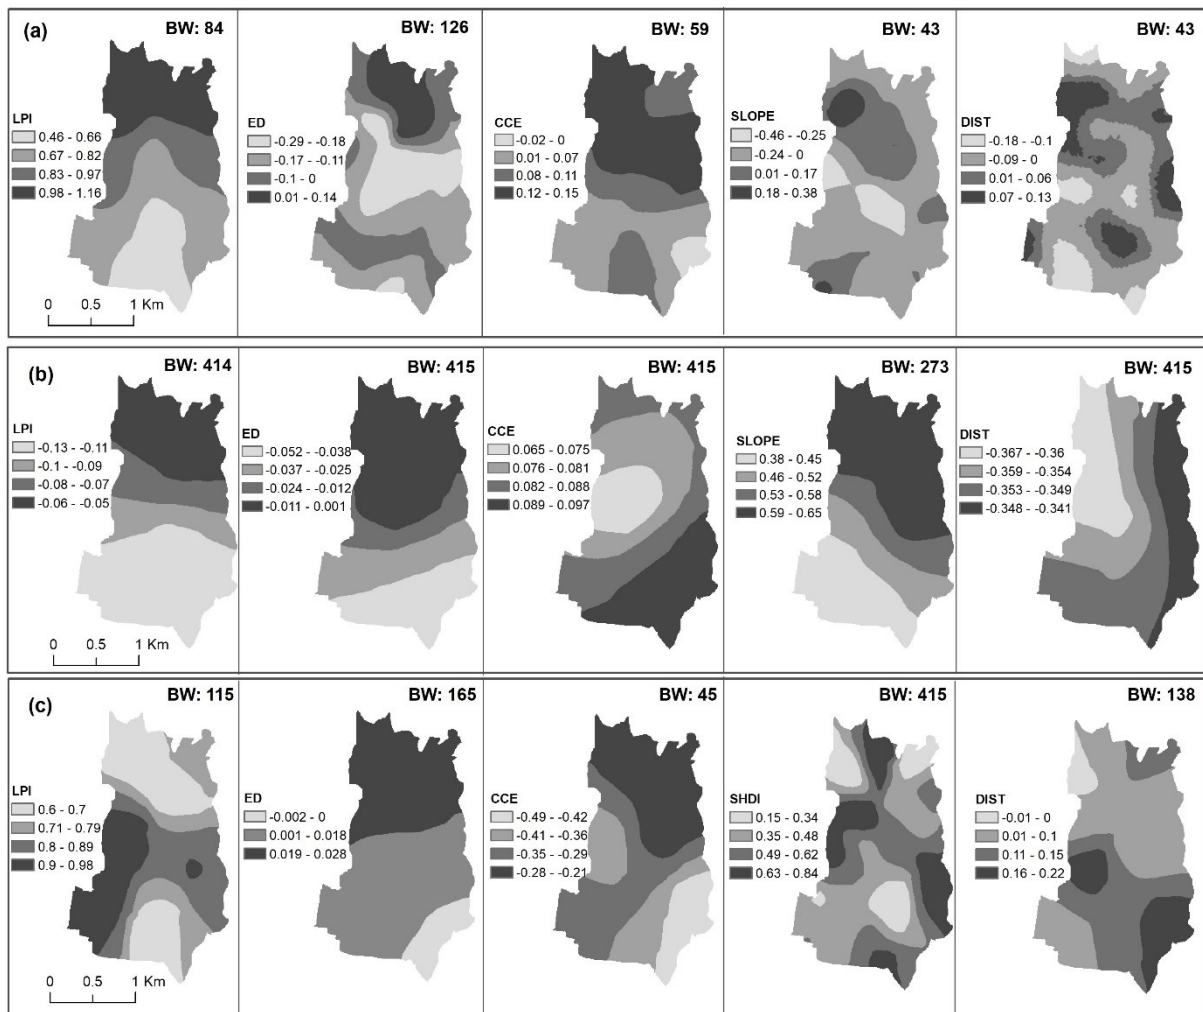 (a)
BW: 84
LPI
0.46 - 0.66
0.67 - 0.82
0.83 - 0.97
0.98 - 1.16
0 0.5 1 Km
BW: 126
ED
-0.29 - -0.18
-0.17 - -0.11
-0.1 - 0
0.01 - 0.14
BW: 59
CCE
-0.02 - 0
0.01 - 0.07
0.08 - 0.11
0.12 - 0.15
BW: 43
SLOPE
-0.46 - -0.25
-0.24 - 0
0.01 - 0.17
0.18 - 0.38
BW: 43
DIST
-0.18 - -0.1
-0.09 - 0
0.01 - 0.06
0.07 - 0.13
(b)
BW: 414
LPI
-0.13 - -0.11
-0.1 - -0.09
-0.08 - -0.07
-0.06 - -0.05
0 0.5 1 Km
BW: 415
ED
-0.052 - -0.038
-0.037 - -0.025
-0.024 - -0.012
-0.011 - 0.001
BW: 415
CCE
0.065 - 0.075
0.076 - 0.081
0.082 - 0.088
0.089 - 0.097
BW: 273
SLOPE
0.38 - 0.45
0.46 - 0.52
0.53 - 0.58
0.59 - 0.65
BW: 415
DIST
-0.367 - -0.36
-0.359 - -0.354
-0.353 - -0.349
-0.348 - -0.341
(c)
BW: 115
LPI
0.6 - 0.7
0.71 - 0.79
0.8 - 0.89
0.9 - 0.98
0 0.5 1 Km
BW: 165
ED
-0.002 - 0
0.001 - 0.018
0.019 - 0.028
BW: 45
CCE
-0.49 - -0.42
-0.41 - -0.36
-0.35 - -0.29
-0.28 - -0.21
BW: 415
SHDI
0.15 - 0.34
0.35 - 0.48
0.49 - 0.62
0.63 - 0.84
BW: 138
DIST
-0.01 - 0
0.01 - 0.1
0.11 - 0.15
0.16 - 0.22